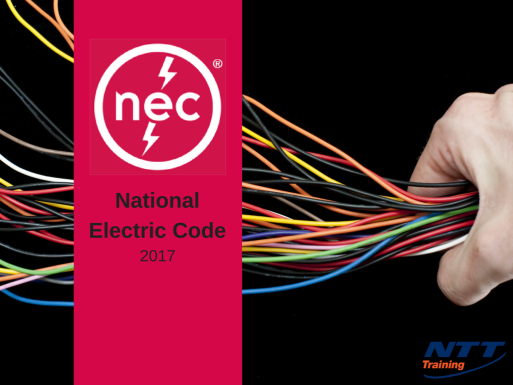 nec®
National
Electric Code
2017
NTT
Training